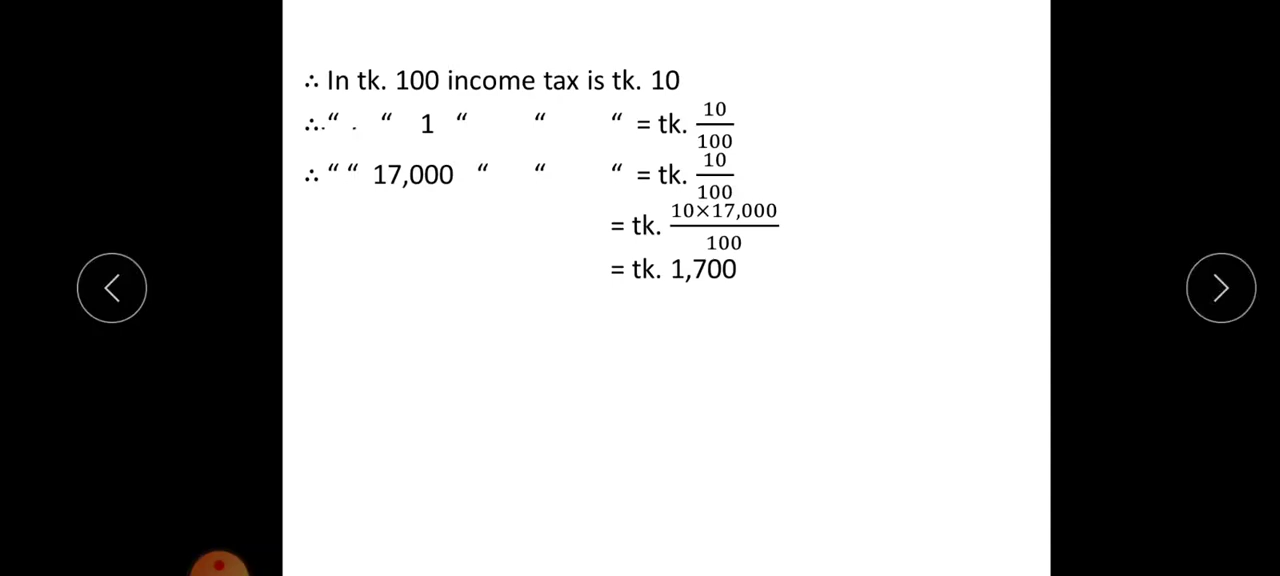 ∴ In tk. 100 income tax is tk. 10
∴ “ . “ 1 “ “ “ = tk. 10/100
∴ “ “ 17,000 “ “ “ = tk. 10/100
= tk. 10×17,000/100
= tk. 1,700